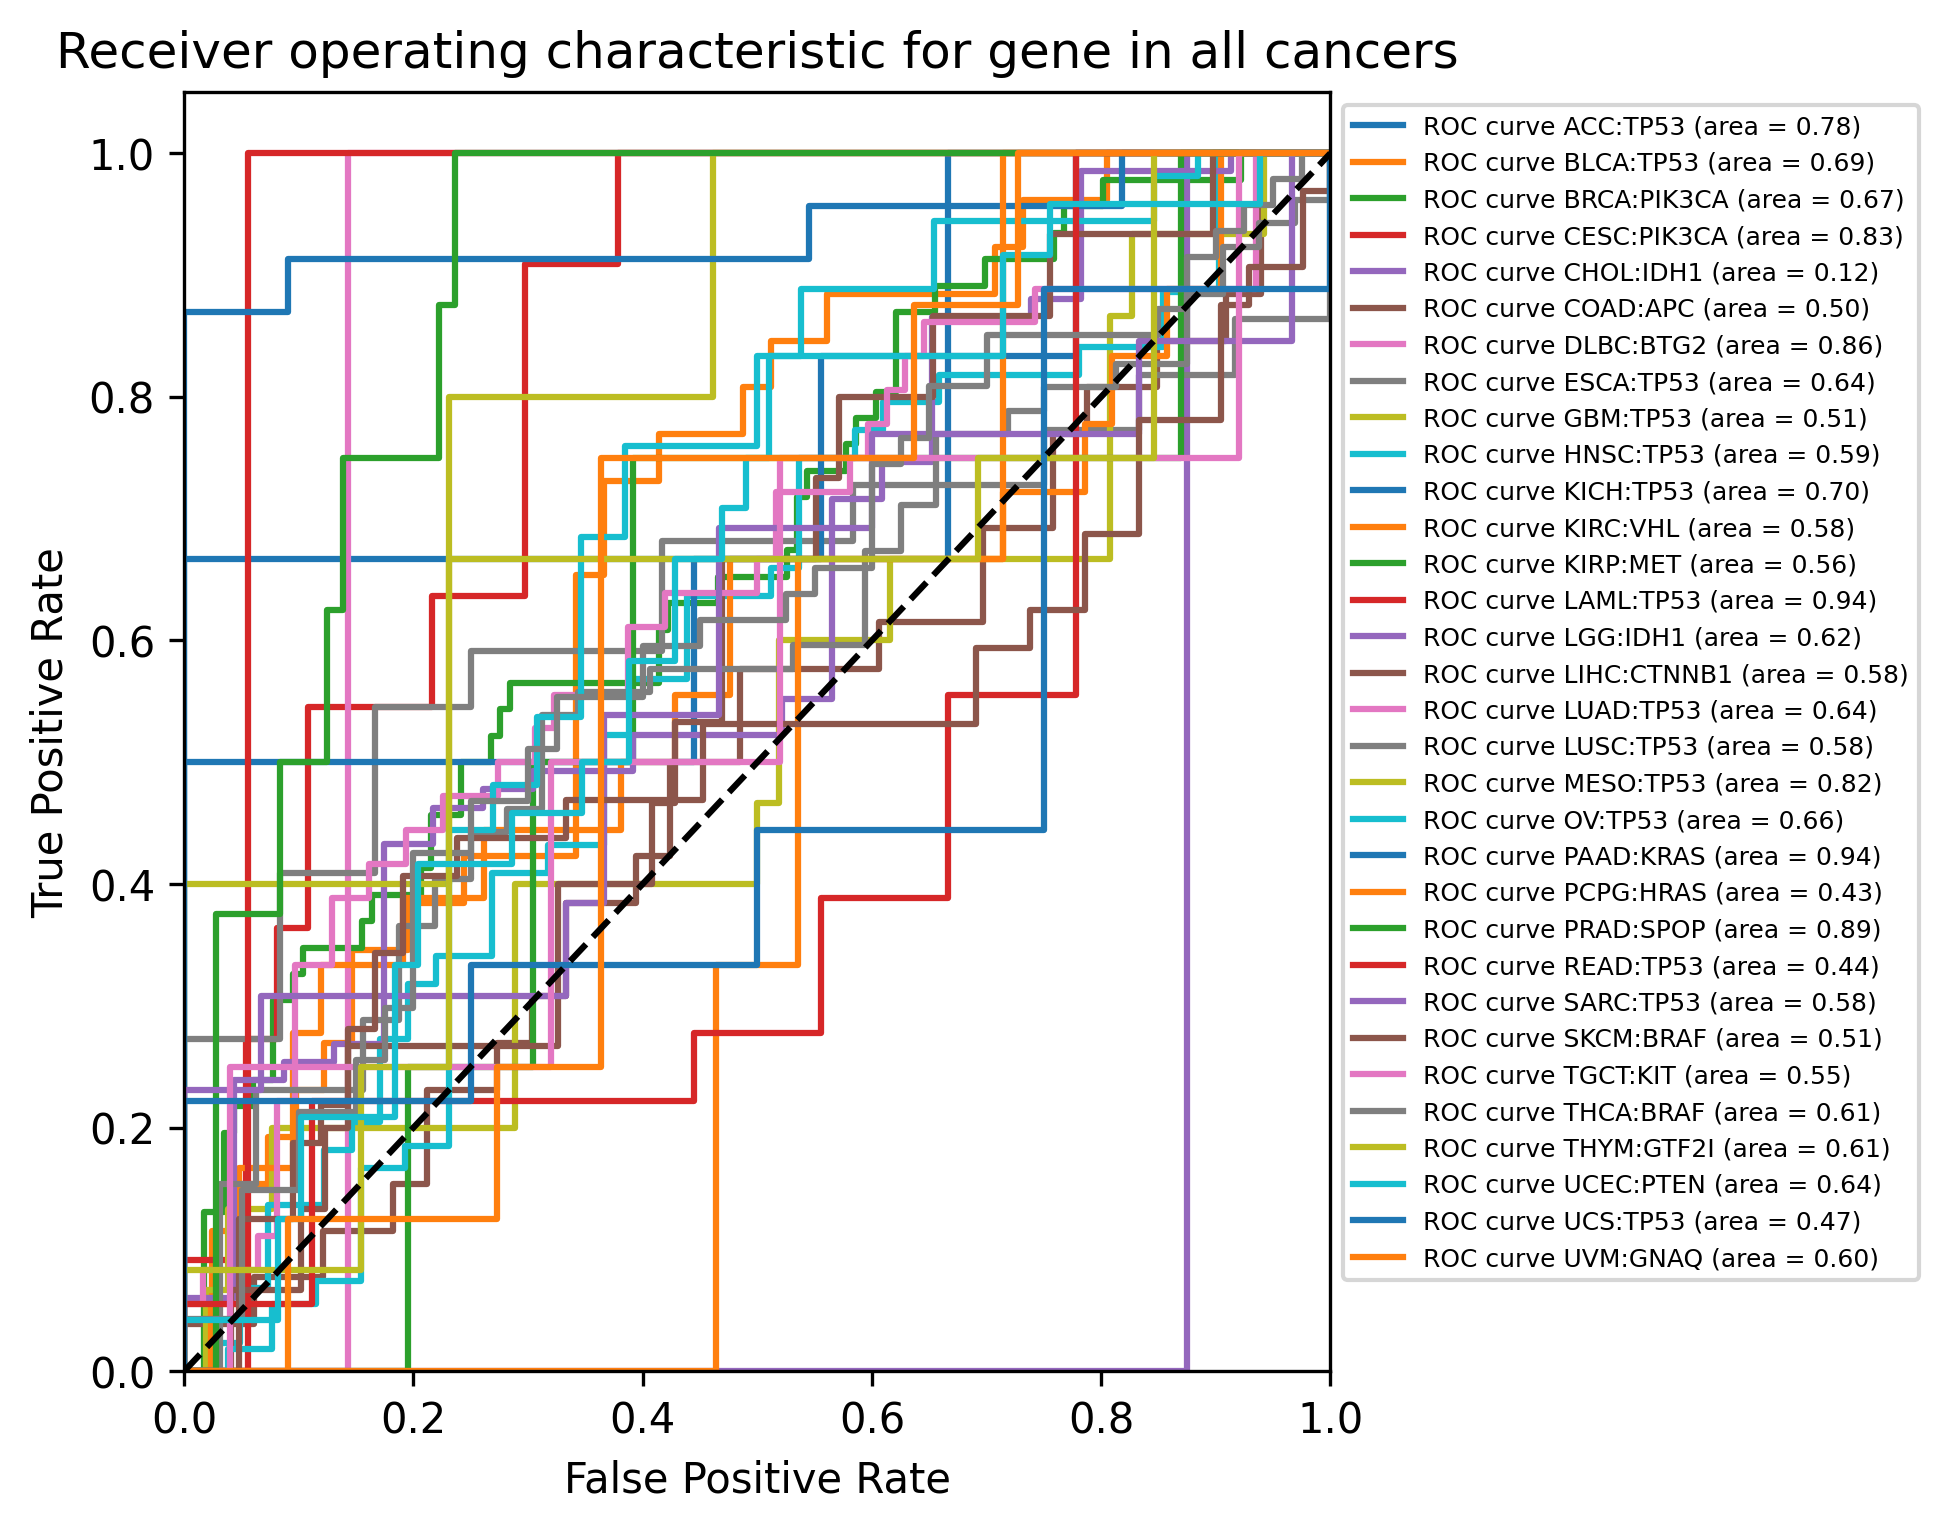 Receiver operating characteristic for gene in all cancers
True Positive Rate
1.0
0.8
0.6
0.4
0.2
0.0
0.0 0.2 0.4 0.6 0.8 1.0
False Positive Rate
ROC curve ACC:TP53 (area = 0.78)
ROC curve BLCA:TP53 (area = 0.69)
ROC curve BRCA:PIK3CA (area = 0.67)
ROC curve CESC:PIK3CA (area = 0.83)
ROC curve CHOL:IDH1 (area = 0.12)
ROC curve COAD:APC (area = 0.50)
ROC curve DLBC:BTG2 (area = 0.86)
ROC curve ESCA:TP53 (area = 0.64)
ROC curve GBM:TP53 (area = 0.51)
ROC curve HNSC:TP53 (area = 0.59)
ROC curve KICH:TP53 (area = 0.70)
ROC curve KIRC:VHL (area = 0.58)
ROC curve KIRP:MET (area = 0.56)
ROC curve LAML:TP53 (area = 0.94)
ROC curve LGG:IDH1 (area = 0.62)
ROC curve LIHC:CTNNB1 (area = 0.58)
ROC curve LUAD:TP53 (area = 0.64)
ROC curve LUSC:TP53 (area = 0.58)
ROC curve MESO:TP53 (area = 0.82)
ROC curve OV:TP53 (area = 0.66)
ROC curve PAAD:KRAS (area = 0.94)
ROC curve PCPG:HRAS (area = 0.43)
ROC curve PRAD:SPOP (area = 0.89)
ROC curve READ:TP53 (area = 0.44)
ROC curve SARC:TP53 (area = 0.58)
ROC curve SKCM:BRAF (area = 0.51)
ROC curve TGCT:KIT (area = 0.55)
ROC curve THCA:BRAF (area = 0.61)
ROC curve THYM:GTF2I (area = 0.61)
ROC curve UCEC:PTEN (area = 0.64)
ROC curve UCS:TP53 (area = 0.47)
ROC curve UVM:GNAQ (area = 0.60)